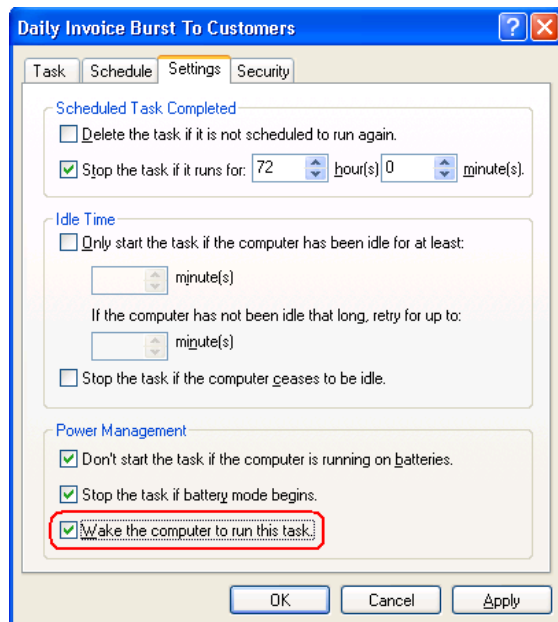 Daily Invoice Burst To Customers
Task Schedule Settings Security
Scheduled Task Completed
Delete the task if it is not scheduled to run again.
Stop the task if it runs for: 72 hour(s) 0 minute(s).
Idle Time
Only start the task if the computer has been idle for at least:
minute(s)
If the computer has not been idle that long, retry for up to:
minute(s)
Stop the task if the computer ceases to be idle.
Power Management
Don't start the task if the computer is running on batteries.
Stop the task if battery mode begins.
Wake the computer to run this task.
OK Cancel Apply